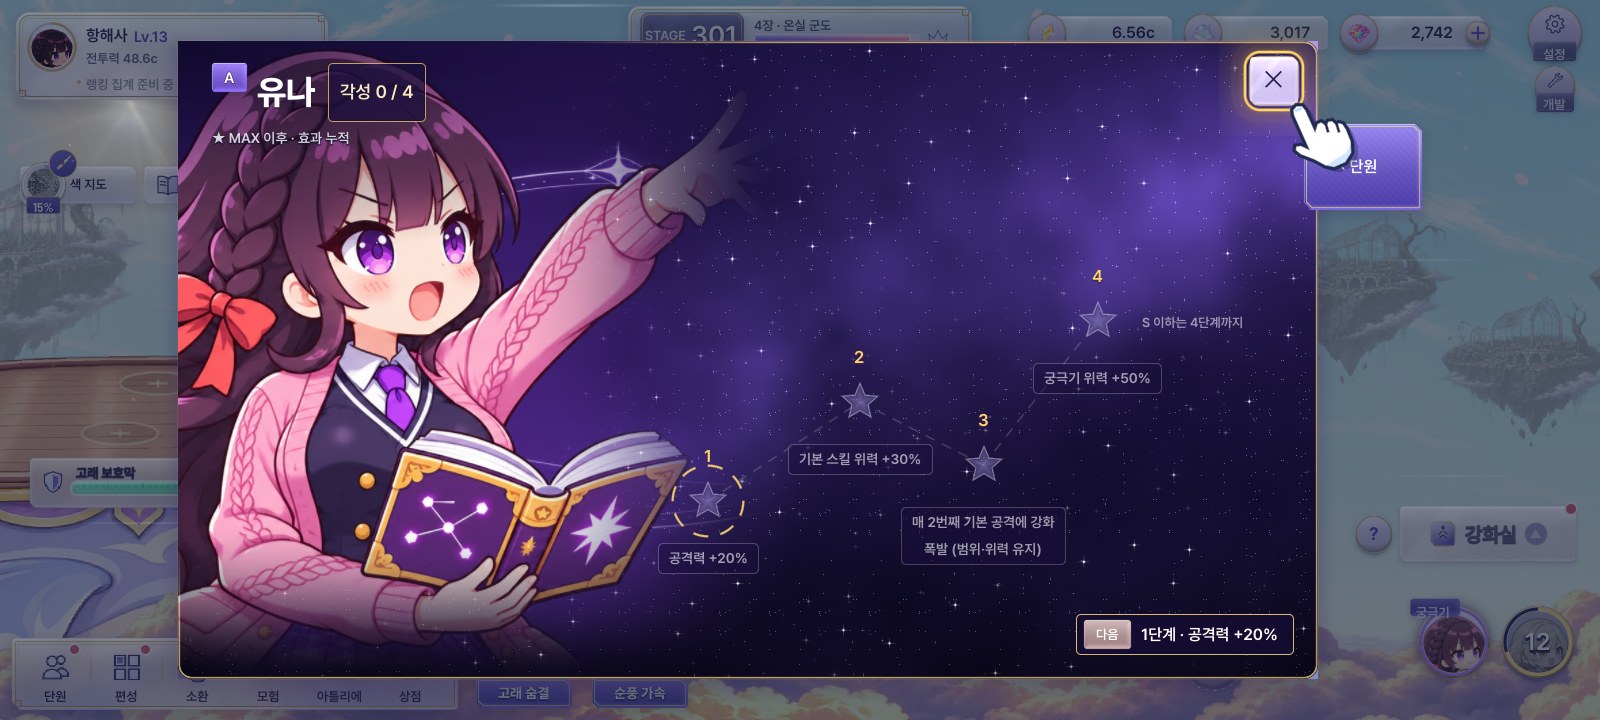 항해사 Lv.13
전투력 48.6c
* 랭킹 집계 준비 중
STAGE 301
4장 · 온실 군도
6.56c
3,017
2,742
설정
개발
색 지도
15%
A
유나
각성 0 / 4
★ MAX 이후 · 효과 누적
단원
4
S 이하는 4단계까지
궁극기 위력 +50%
2
기본 스킬 위력 +30%
3
매 2번째 기본 공격에 강화
폭발 (범위·위력 유지)
1
공격력 +20%
다음 1단계 · 공격력 +20%
고래 보호막
?
강화실
궁극기
12
단원
편성
소환
모험
아틀리에
상점
고래 숨결
순풍 가속